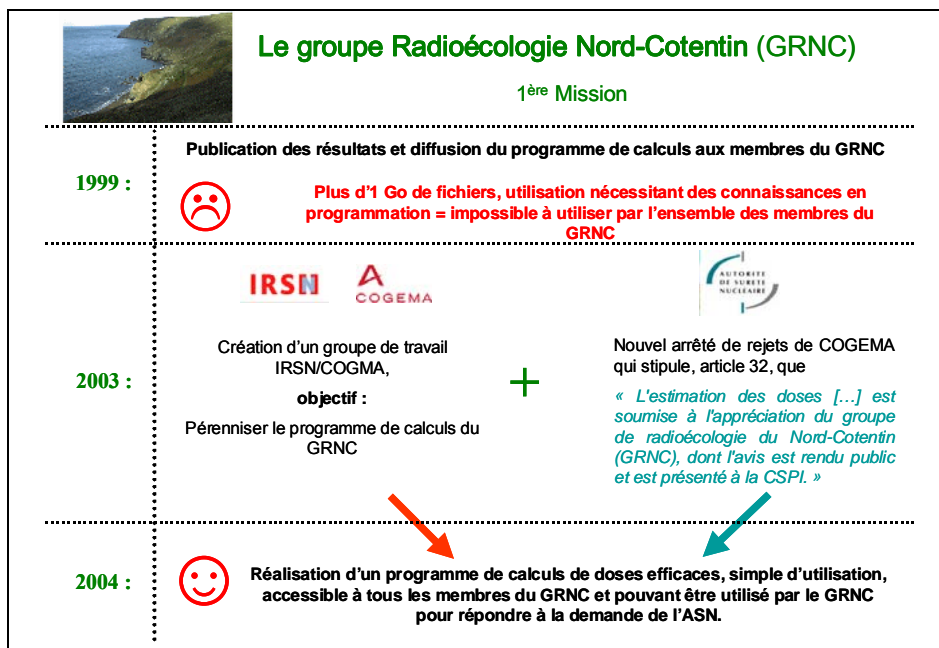 Le groupe Radioécologie Nord-Cotentin (GRNC)
1ère Mission
1999 :
Publication des résultats et diffusion du programme de calculs aux membres du GRNC
Plus d'1 Go de fichiers, utilisation nécessitant des connaissances en
programmation = impossible à utiliser par l'ensemble des membres du
GRNC
2003 :
IRSN
COGEMA
Création d'un groupe de travail
IRSN/COGMA,
objectif :
Pérenniser le programme de calculs du
GRNC
+
AUTORITÉ
DE SÛRETÉ
NUCLÉAIRE
Nouvel arrêté de rejets de COGEMA
qui stipule, article 32, que
« L'estimation des doses […] est
soumise à l'appréciation du groupe
de radioécologie du Nord-Cotentin
(GRNC), dont l'avis est rendu public
et est présenté à la CSPI. »
2004 :
Réalisation d'un programme de calculs de doses efficaces, simple d'utilisation,
accessible à tous les membres du GRNC et pouvant être utilisé par le GRNC
pour répondre à la demande de l'ASN.